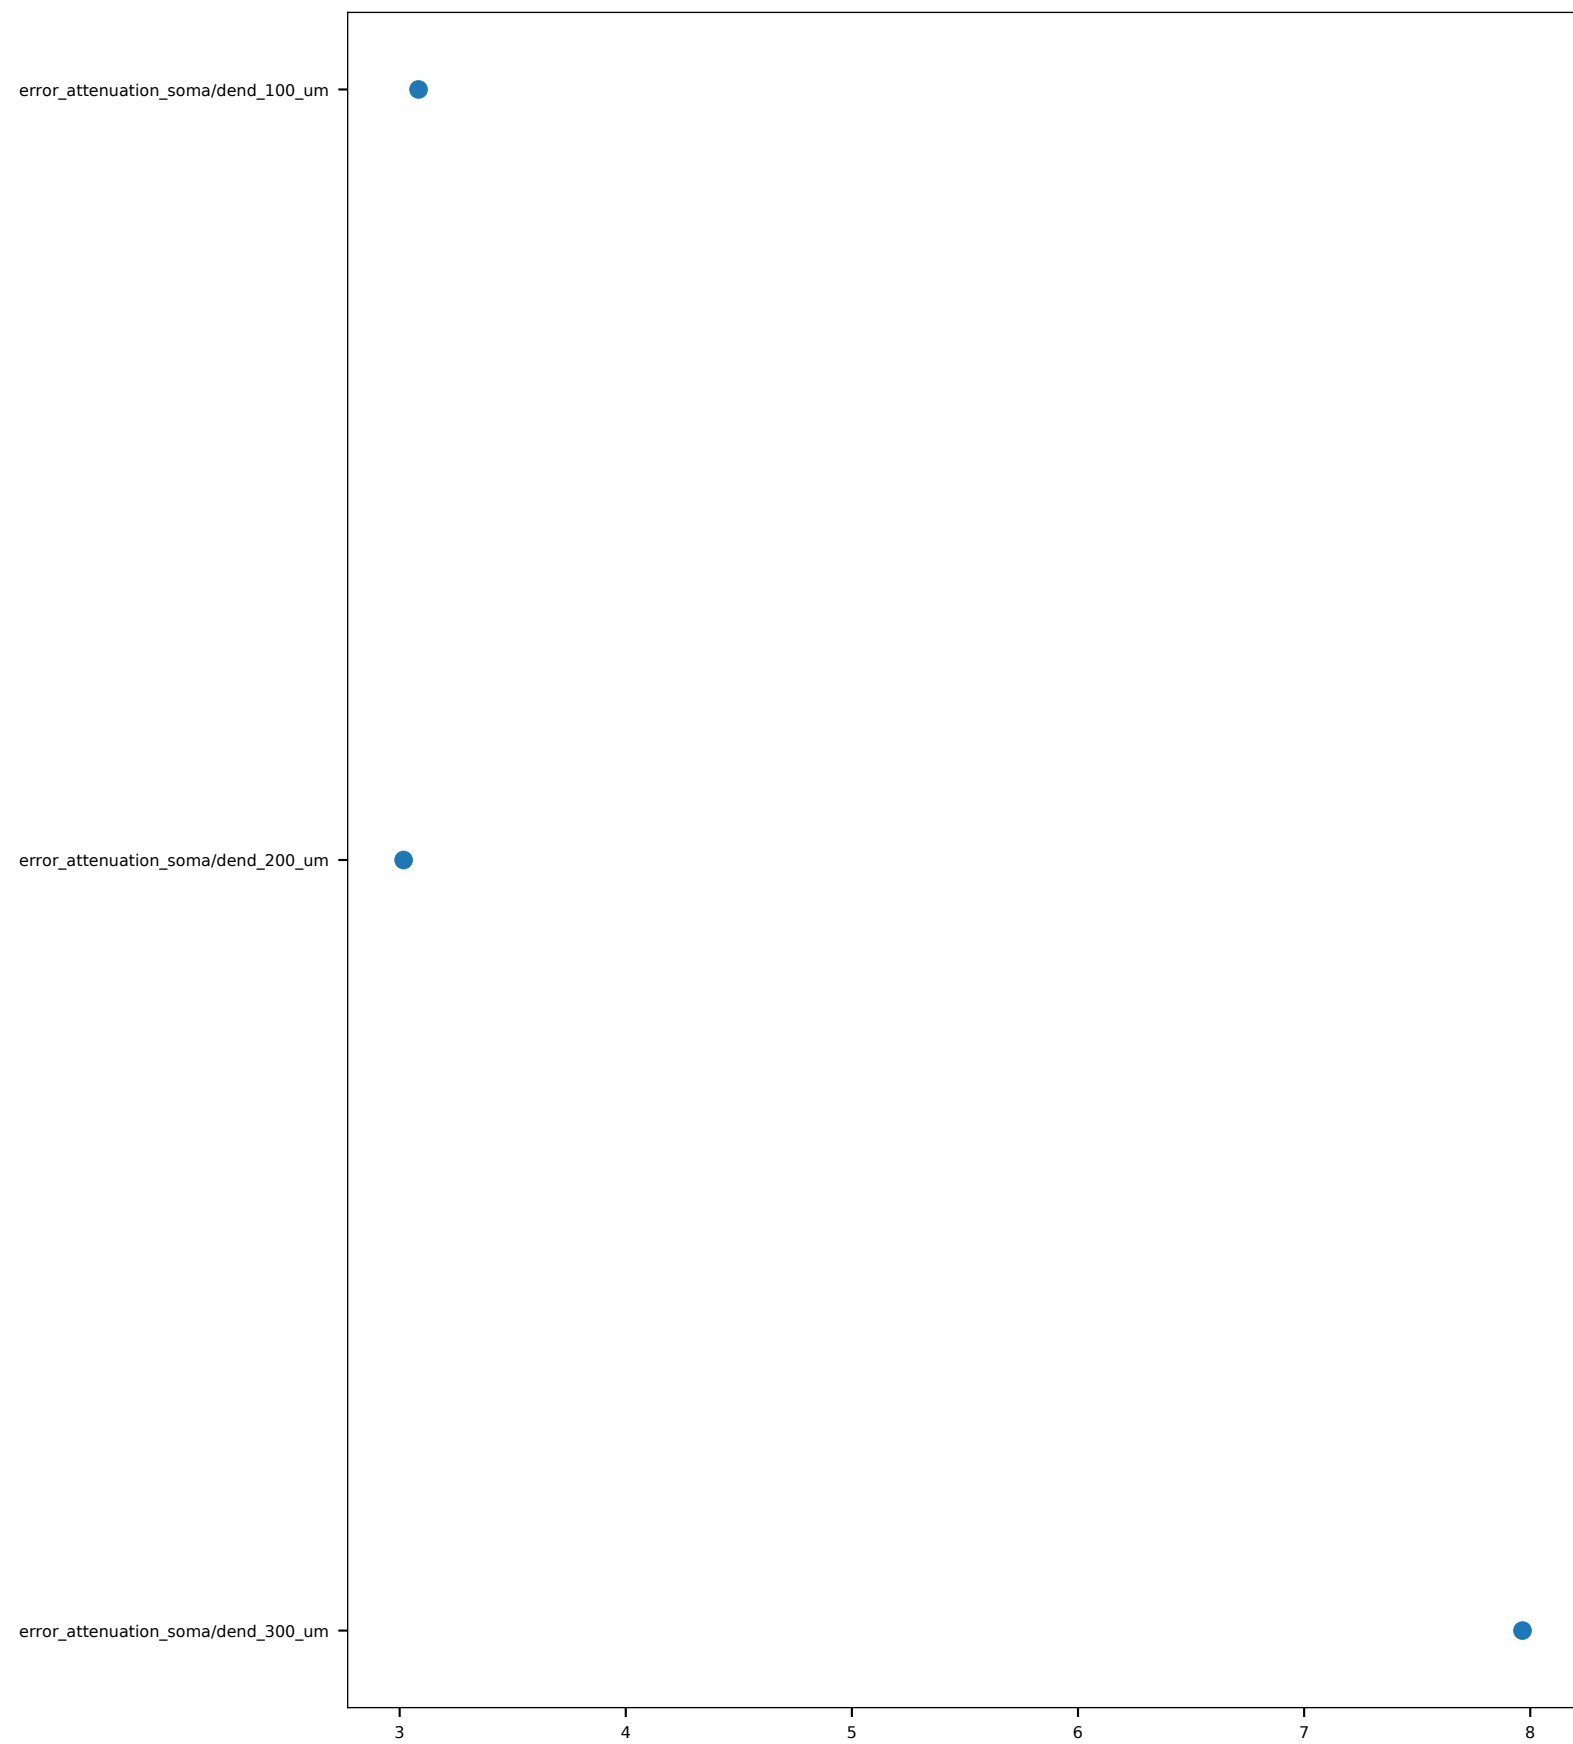 error_attenuation_soma/dend_100_um
error_attenuation_soma/dend_200_um
error_attenuation_soma/dend_300_um
3 4 5 6 7 8